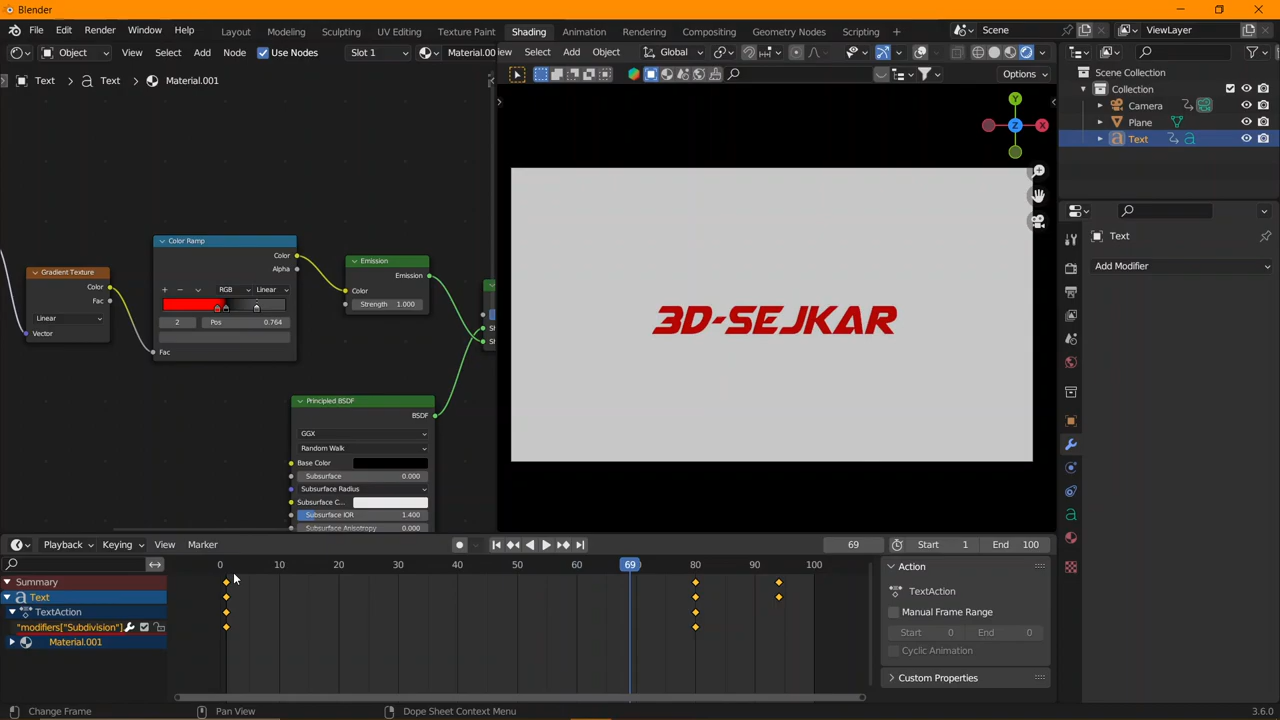 Blender
File Edit Render Window Help Layout Modeling Sculpting UV Editing Texture Paint Shading Animation Rendering Compositing Geometry Nodes Scripting + Scene ViewLayer
Object View Select Add Node Use Nodes Slot 1 Material.00 Select Add Object Global
Text Text Material.001 Options
Scene Collection
Collection
Camera
Plane
Text
Y
Z X
Text
Add Modifier
Color Ramp
Color
Alpha
RGB Linear
2 Pos 0.764
Fac
Gradient Texture
Color
Fac
Linear
Vector
Emission
Emission
Color
Strength 1.000
3D-SEJKAR
Principled BSDF
BSDF
GGX
Random Walk
Base Color
Subsurface 0.000
Subsurface Radius
Subsurface C...
Subsurface IOR 1.400
Subsurface Anisotropy 0.000
Playback Keying View Marker 69 Start 1 End 100
0 10 20 30 40 50 60 69 80 90 100
Summary
Text
TextAction
"modifiers["Subdivision"]
Material.001
Action
TextAction
Manual Frame Range
Start 0 End 0
Cyclic Animation
Custom Properties
Change Frame Pan View Dope Sheet Context Menu 3.6.0